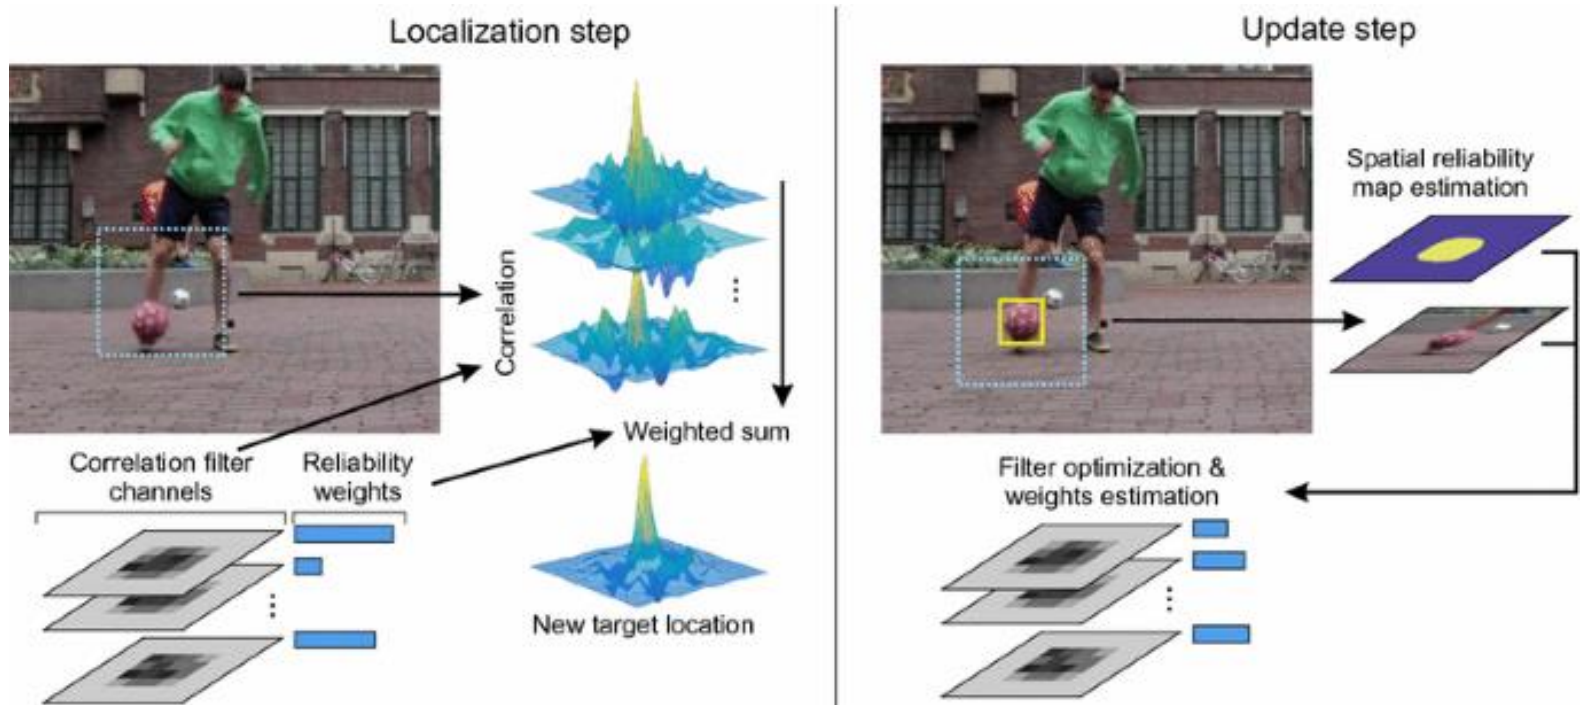 Localization step
Correlation
Weighted sum
Correlation filter
channels
Reliability
weights
New target location
Update step
Spatial reliability
map estimation
Filter optimization &
weights estimation